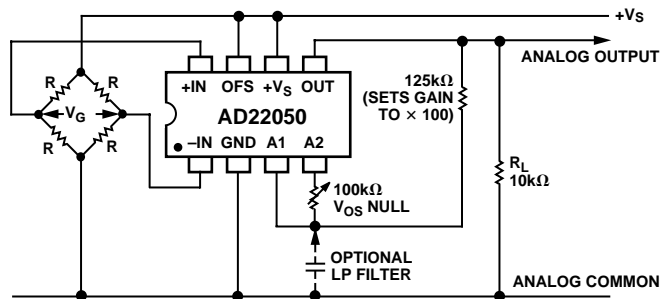 +VS
ANALOG OUTPUT
+IN OFS +VS OUT
125kΩ
(SETS GAIN
TO × 100)
R R
VG
AD22050
R R
–IN GND A1 A2
RL
10kΩ
100kΩ
VOS NULL
OPTIONAL
LP FILTER
ANALOG COMMON